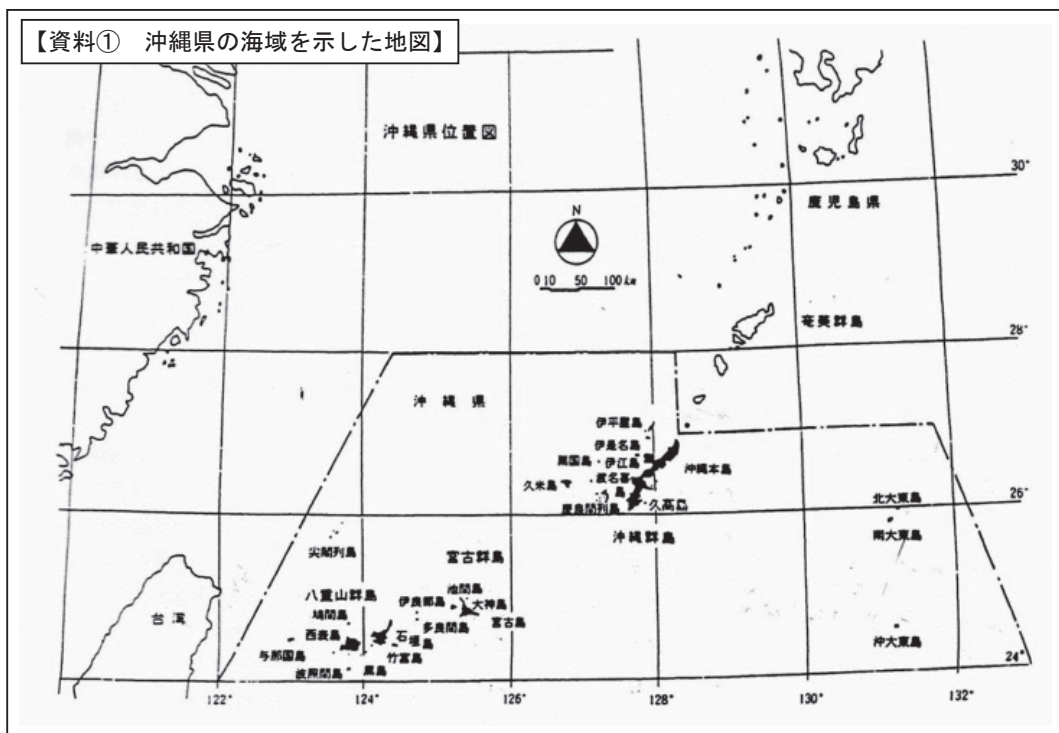 【資料① 沖縄県の海域を示した地図】
沖縄県位置図
30°
鹿児島県
N
中華人民共和国
0 10 50 100 km
奄美群島
28°
沖縄県
伊平屋島
伊是名島
粟国島
伊江島
沖縄本島
久米島
渡名喜島
慶良間列島
久高島
26°
北大東島
南大東島
沖縄群島
尖閣列島
宮古群島
池間島
八重山群島
伊良部島
大神島
鳩間島
多良間島
宮古島
台湾
西表島
石垣島
沖大東島
与那国島
竹富島
波照間島
黒島
24°
122°
124°
126°
128°
130°
132°